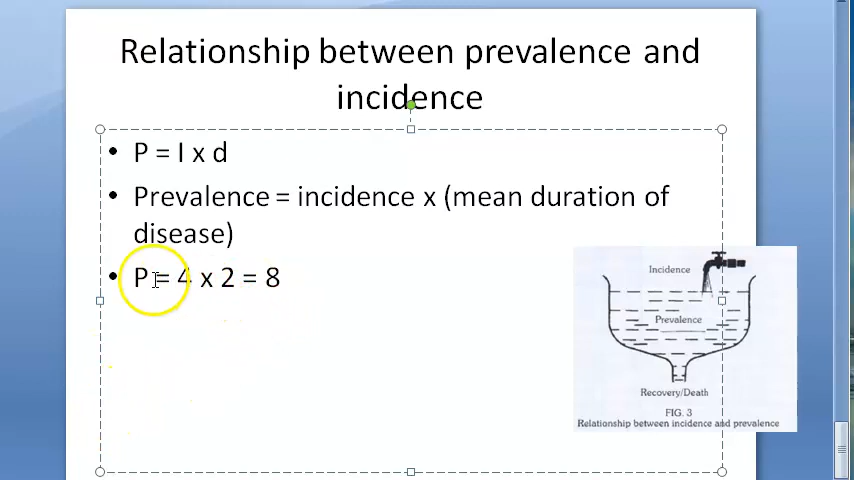 Relationship between prevalence and
incidence
• P = I x d
• Prevalence = incidence x (mean duration of
disease)
• P = 4 x 2 = 8
Incidence
Prevalence
Recovery/Death
FIG. 3
Relationship between incidence and prevalence